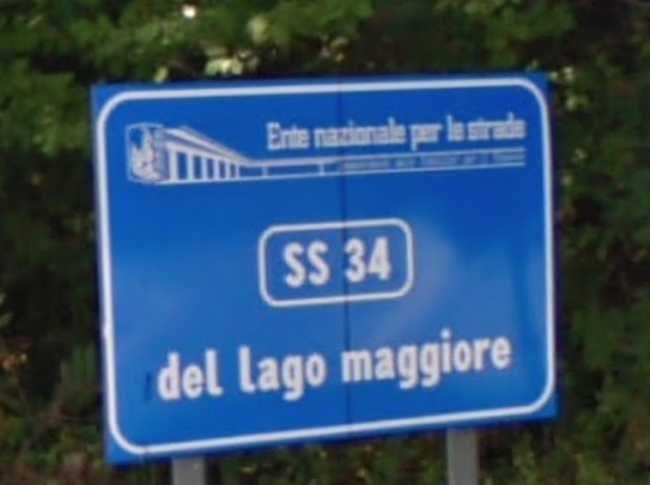 Ente nazionale per le strade
SS 34
del lago maggiore